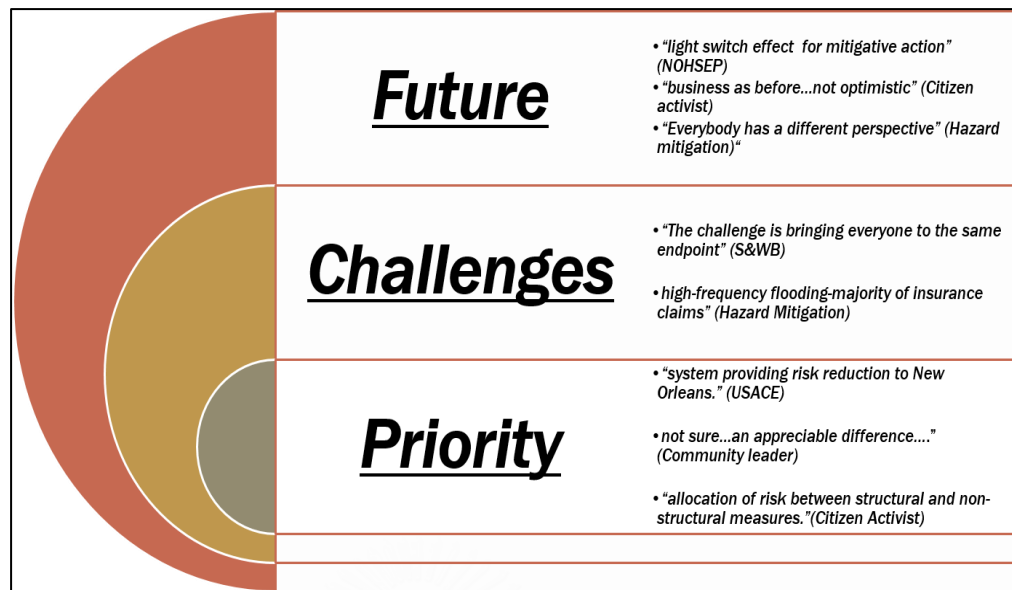 Future
•“light switch effect for mitigative action”
(NOHSEP)
•“business as before...not optimistic” (Citizen
activist)
•“Everybody has a different perspective” (Hazard
mitigation)“
Challenges
•“The challenge is bringing everyone to the same
endpoint” (S&WB)
•high-frequency flooding-majority of insurance
claims” (Hazard Mitigation)
Priority
•“system providing risk reduction to New
Orleans.” (USACE)
•not sure...an appreciable difference....”
(Community leader)
•“allocation of risk between structural and non-
structural measures.”(Citizen Activist)